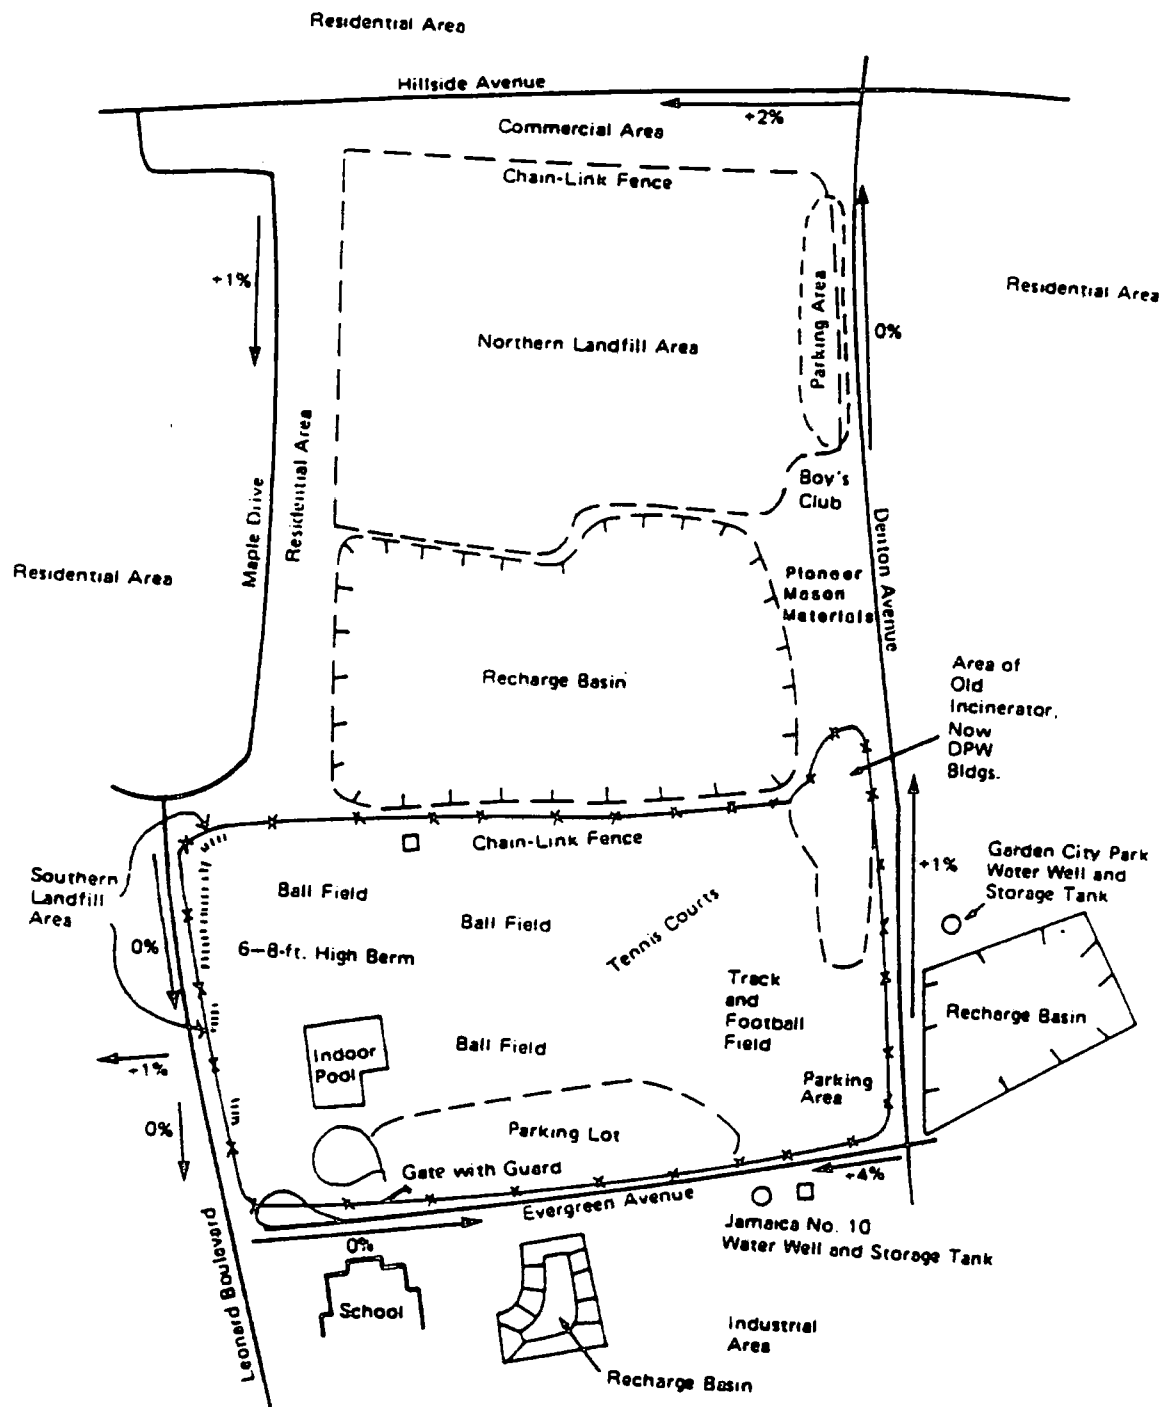 Residential Area
Hillside Avenue
+2%
Commercial Area
Chain-Link Fence
+1%
Parking Area
Residential Area
0%
Northern Landfill Area
Residential Area
Maple Drive
Boy's
Club
Denton Avenue
Residential Area
Pioneer
Mason
Materials
Recharge Basin
Area of
Old
Incinerator,
Now
DPW
Bldgs.
Chain-Link Fence
+1%
Garden City Park
Water Well and
Storage Tank
Southern
Landfill
Area
Ball Field
Ball Field
Tennis Courts
0%
6-8-ft. High Berm
Track
and
Football
Field
Recharge Basin
Ball Field
Indoor
Pool
+1%
Parking
Area
0%
Parking Lot
Gate with Guard
+4%
Evergreen Avenue
Jamaica No. 10
Water Well and Storage Tank
0%
Leonard Boulevard
School
Industrial
Area
Recharge Basin